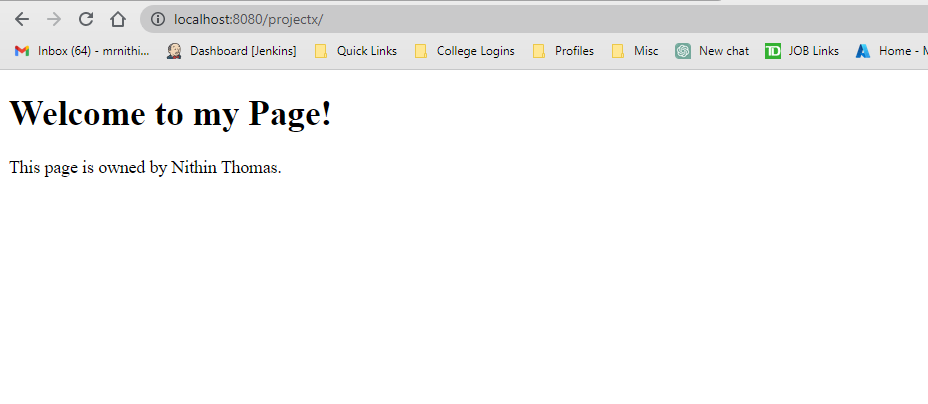 localhost:8080/projectx/
Inbox (64) - mrnithi... Dashboard [Jenkins] Quick Links College Logins Profiles Misc New chat TD JOB Links Home - M
Welcome to my Page!
This page is owned by Nithin Thomas.